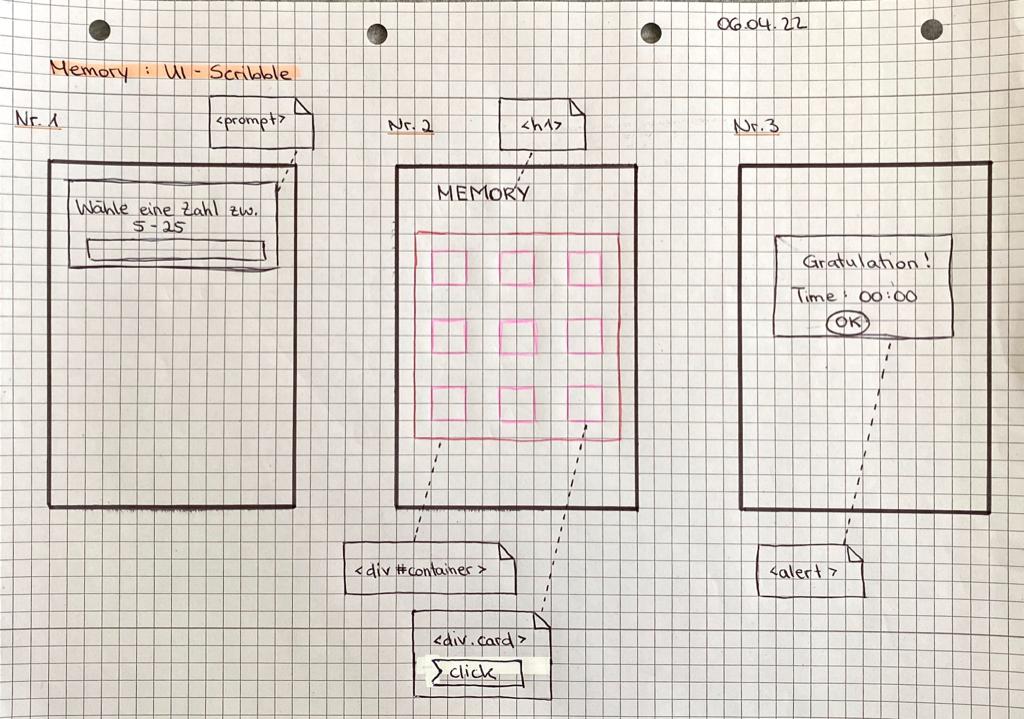 06.04.22
Memory : UI - Scribble
Nr. 1
<prompt>
Wähle eine Zahl zw.
5-25
Nr. 2
<h1>
MEMORY
<div #container>
<div.card>
click
Nr. 3
Gratulation!
Time: 00:00
OK
<alert>